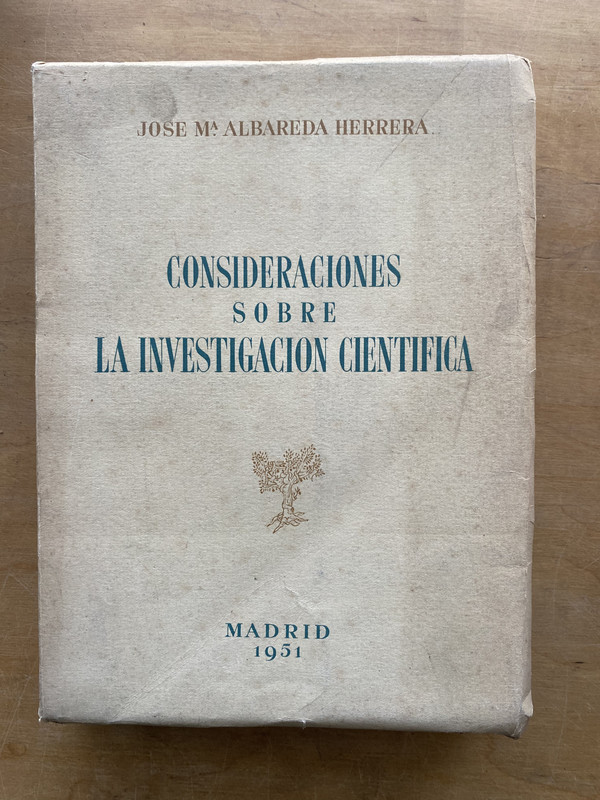 JOSE Mª ALBAREDA HERRERA
CONSIDERACIONES
SOBRE
LA INVESTIGACION CIENTIFICA
MADRID
1951